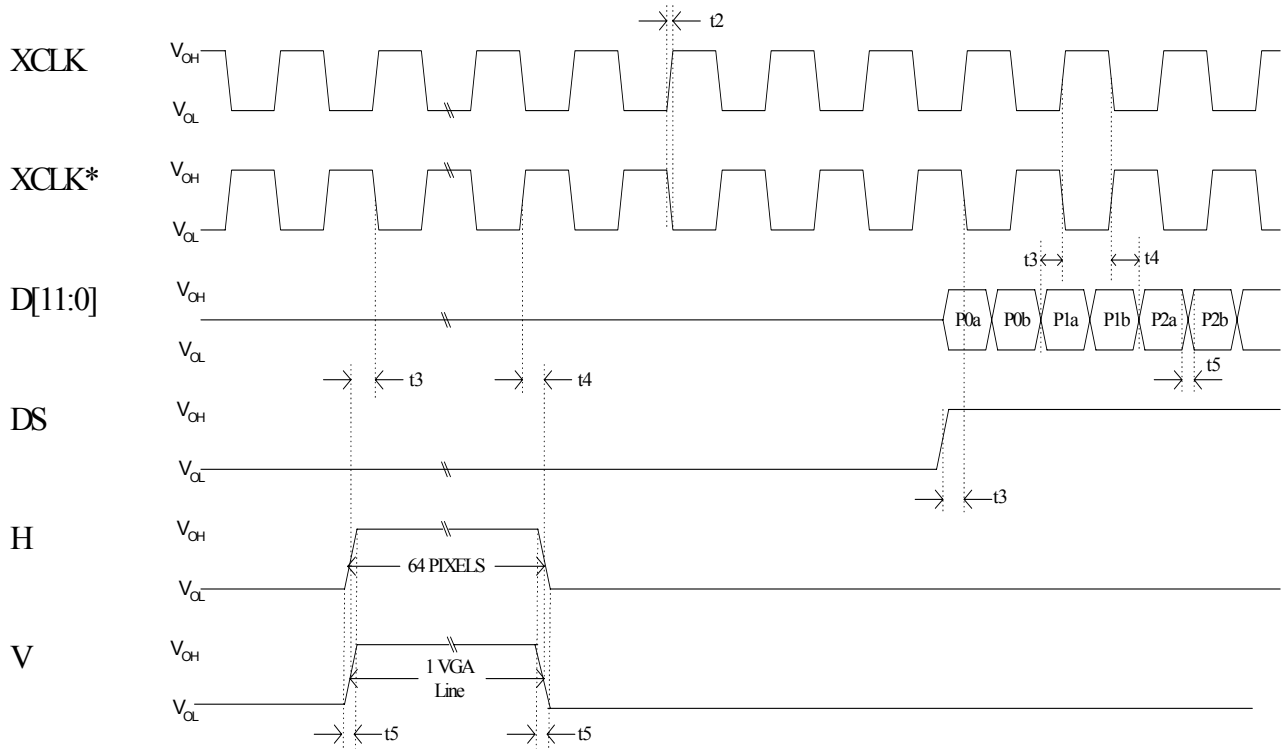 t2
XCLK
VOH
VOL
XCLK*
VOH
VOL
t3
t4
D[11:0]
VOH
P0a P0b P1a P1b P2a P2b
VOL
t3
t4
t5
DS
VOH
VOL
t3
H
VOH
64 PIXELS
VOL
V
VOH
1 VGA
Line
VOL
t5
t5